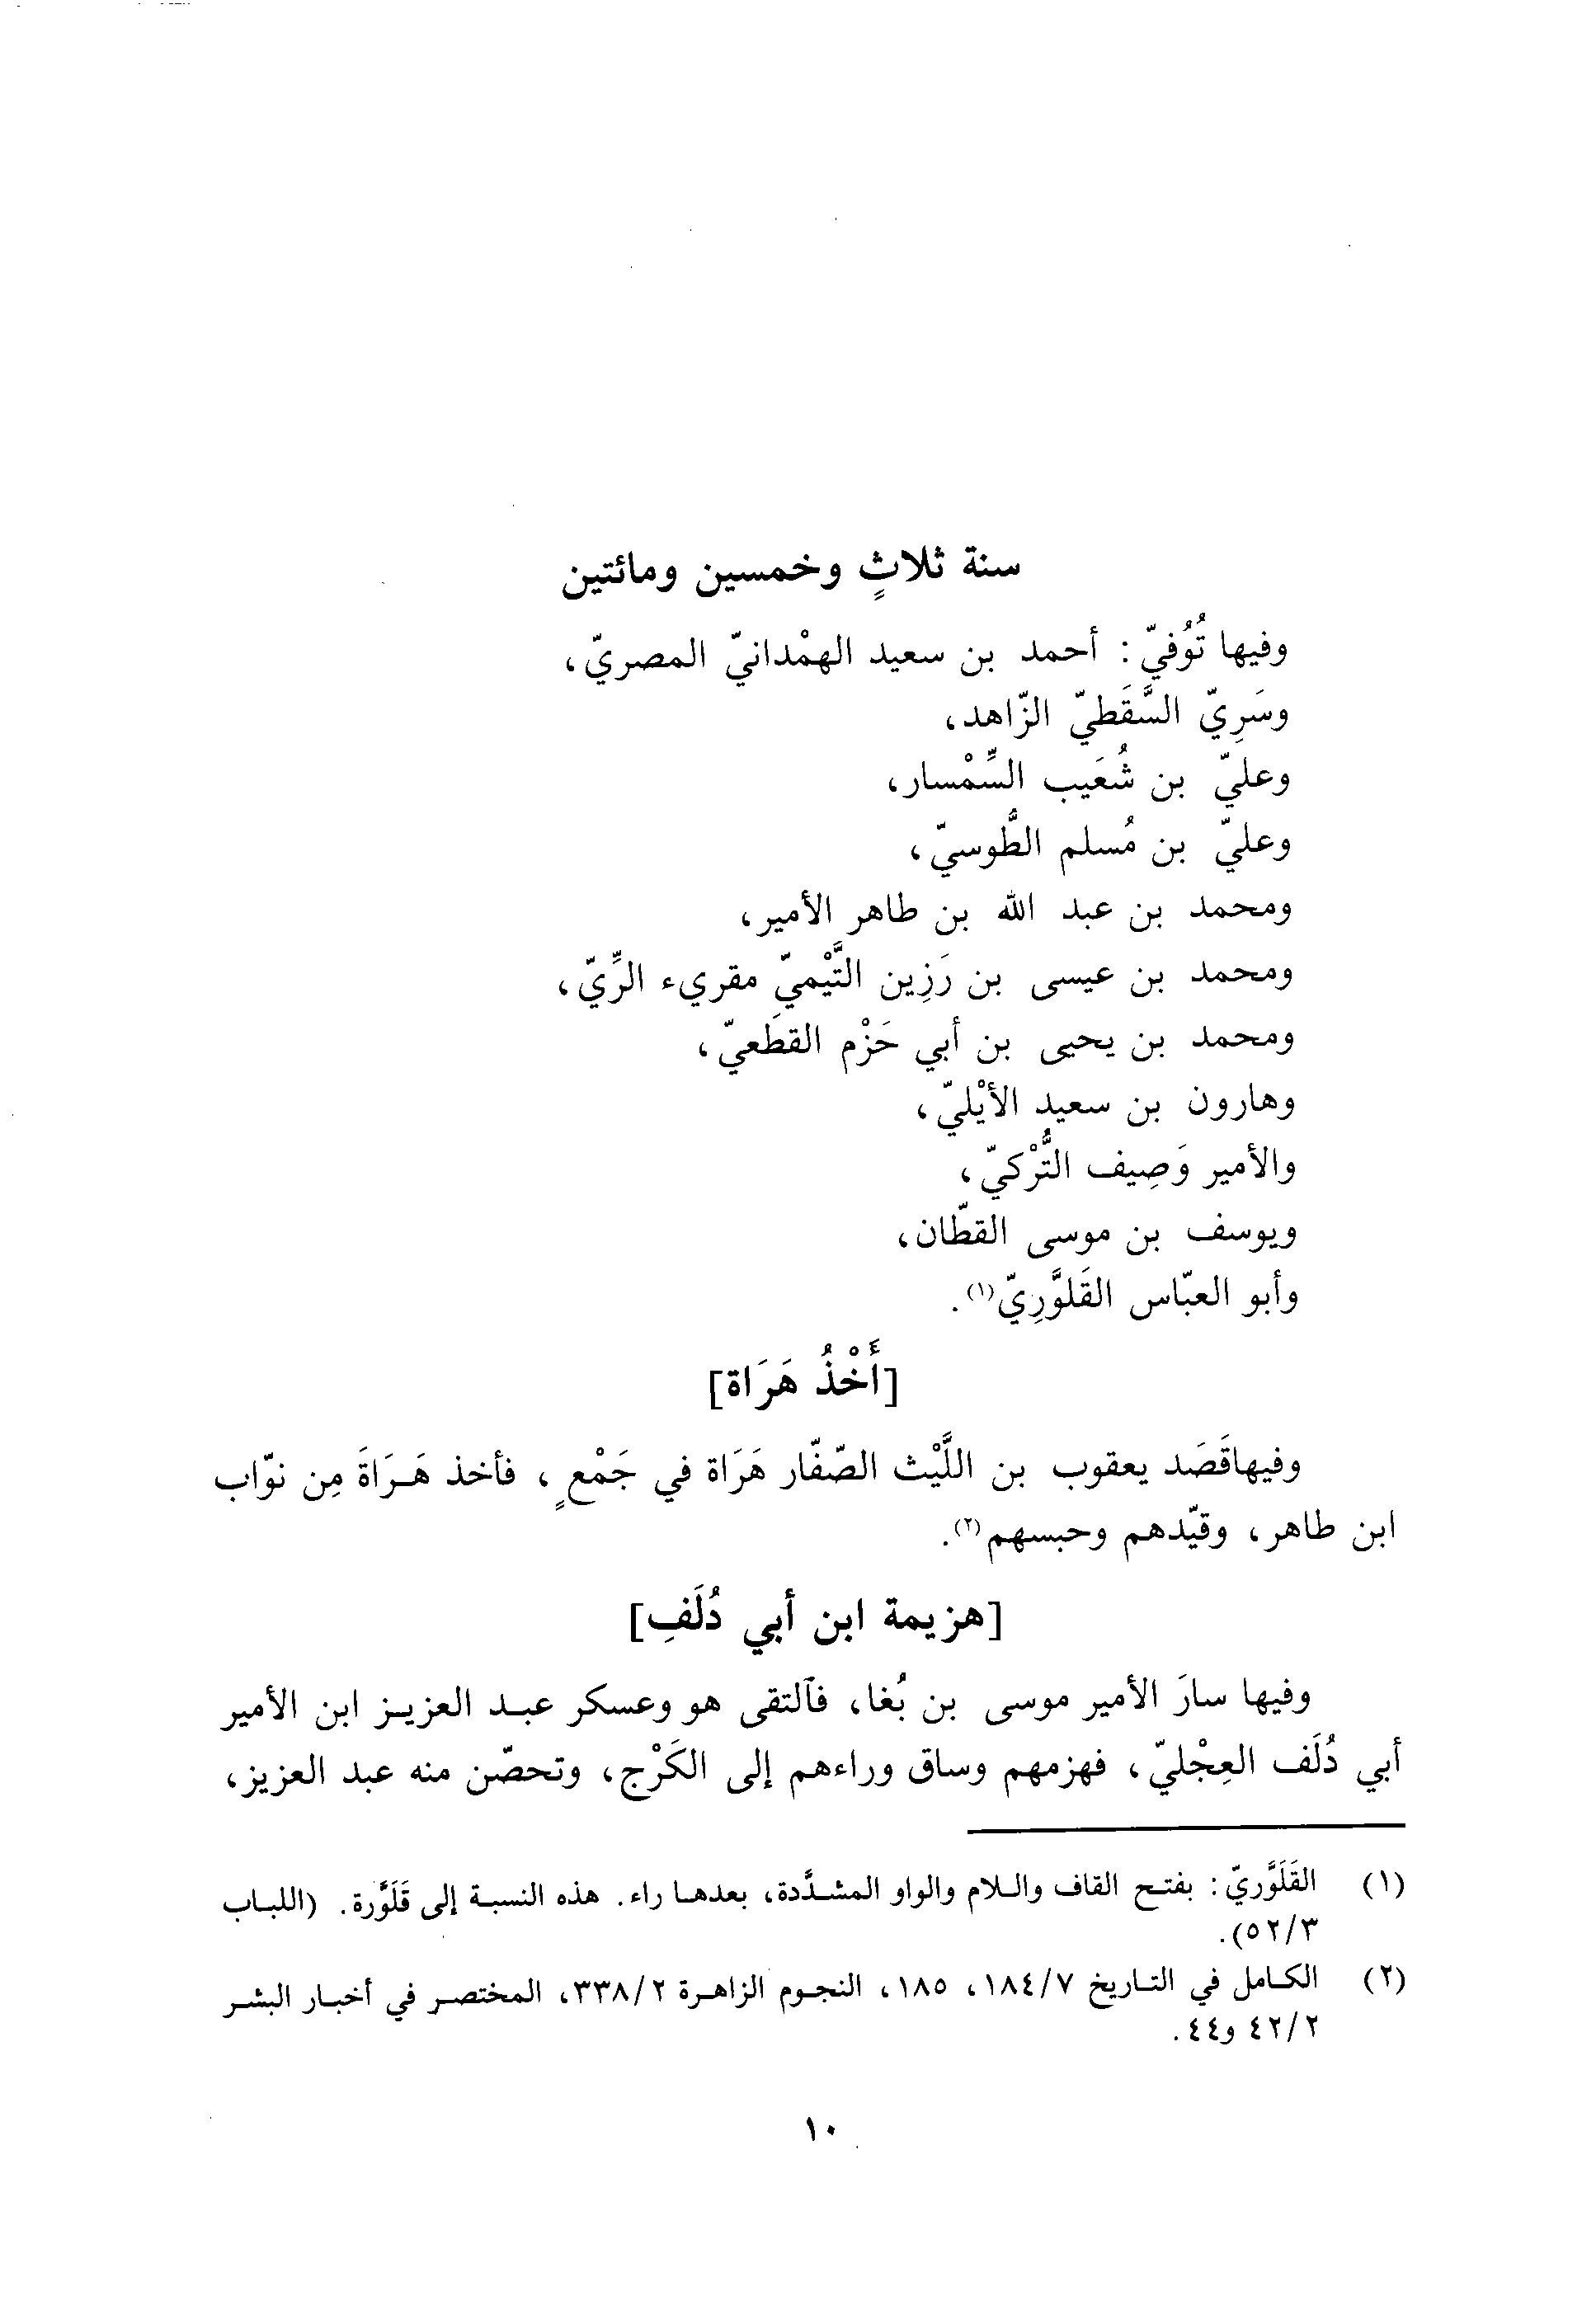 سنة ثلاثٍ وخمسين ومائتين
وفيها تُوُفيّ: أحمد بن سعيد الهمْدانيّ المصريّ،
وسَرِيّ السَّقَطيّ الزّاهد،
وعليّ بن شُعَيب السِّمْسار،
وعليّ بن مُسلم الطُّوسيّ،
ومحمد بن عبد الله بن طاهر الأمير،
ومحمد بن عيسى بن رَزِين التَّيْميّ مقريء الرِّيّ،
ومحمد بن يحيى بن أبي حَزْم القطَعيّ،
وهارون بن سعيد الأيْليّ،
والأمير وَصِيف التُّرْكيّ،
ويوسف بن موسى القطّان،
وأبو العبّاس القَلوَّرِيّ(١).
[أَخْذُ هَرَاة]
وفيهاقَصَد يعقوب بن اللَّيْث الصّفّار هَرَاة في جَمْعٍ، فأخذ هَـرَاةَ مِن نوّاب
ابن طاهر، وقيّدهم وحبسهم(٢).
[هزيمة ابن أبي دُلَفِ]
وفيها سارَ الأمير موسى بن بُغا، فآلتقى هو وعسكر عبـد العزيـز ابن الأمير
أبي دُلَف العِجْليّ، فهزمهم وساق وراءهم إلى الكَرْج، وتحصّن منه عبد العزيز،
(١) القَلَوَّريّ: بفتـح القاف والـلام والواو المشـدَّدة، بعدهـا راء. هذه النسبـة إلى قَلَوَّرة. (اللبـاب
٥٢/٣).
(٢) الكـامل في التـاريخ ١٨٤/٧، ١٨٥، النجـوم الزاهـرة ٣٣٨/٢، المختصـر في أخبـار البشـر
٤٢/٢ و٤٤.
١٠